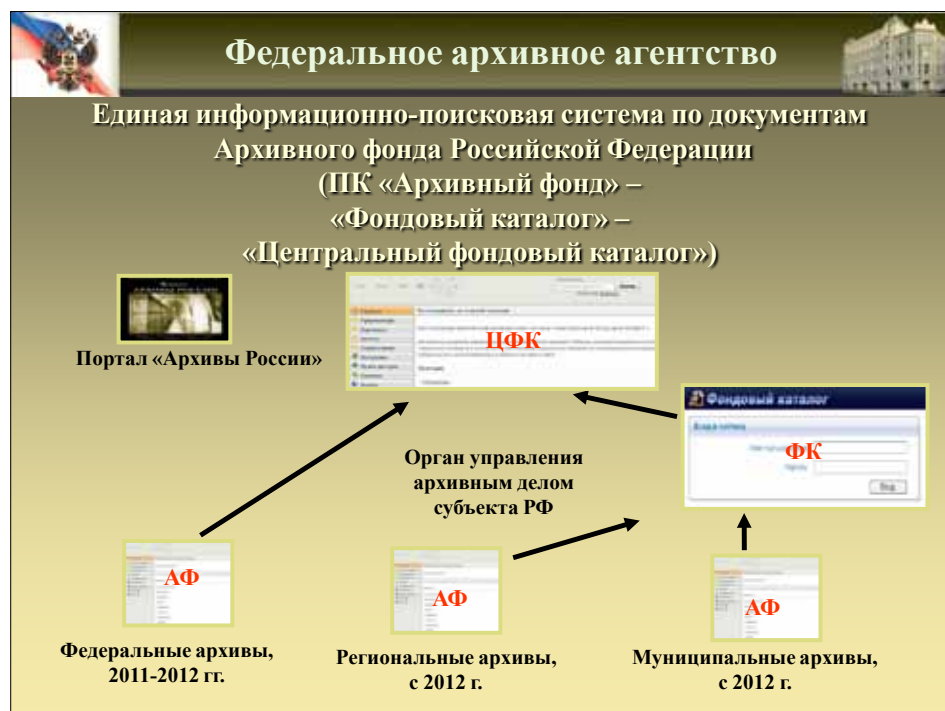 Федеральное архивное агентство
Единая информационно-поисковая система по документам
Архивного фонда Российской Федерации
(ПК «Архивный фонд» –
«Фондовый каталог» –
«Центральный фондовый каталог»)
Портал «Архивы России»
ЦФК
Фондовый каталог
ФК
Вход
Орган управления
архивным делом
субъекта РФ
АФ
АФ
АФ
Федеральные архивы,
2011-2012 гг.
Региональные архивы,
с 2012 г.
Муниципальные архивы,
с 2012 г.